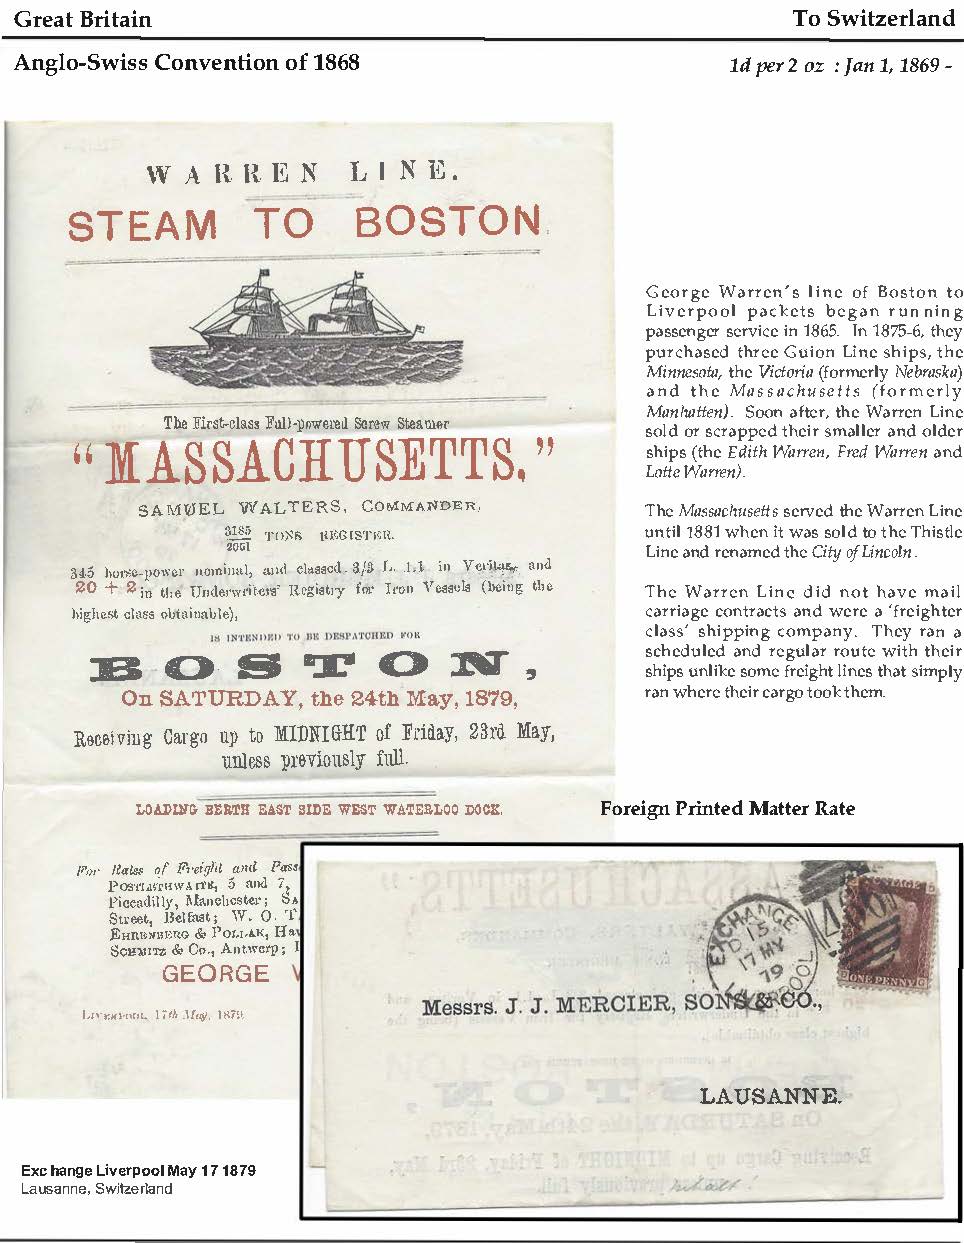 Great Britain
To Switzerland
Anglo-Swiss Convention of 1868
1d per 2 oz : Jan 1, 1869 -
WARREN LINE.
STEAM TO BOSTON.
The First-class Full-powered Screw Steamer
"MASSACHUSETTS,"
SAMUEL WALTERS, COMMANDER,
3185
2051 TONS REGISTER.
345 horse-power nominal, and classed 3/3 L. 1.1 in Veritas, and
20 + 2 in the Underwriters' Registry for Iron Vessels (being the
highest class obtainable),
IS INTENDED TO BE DESPATCHED FOR
BOSTON,
On SATURDAY, the 24th May, 1879,
Receiving Cargo up to MIDNIGHT of Friday, 23rd May,
unless previously full.
LOADING BERTH EAST SIDE WEST WATERLOO DOCK.
For Rates of Freight and Pass
POSTLETHWAITE, 5 and 7,
Piccadilly, Manchester; SA
Street, Belfast; W. O. T
EHRENBERG & POLLAK, Ha
SCHMITZ & Co., Antwerp;
GEORGE
LIVERPOOL, 17th May, 1879.
George Warren's line of Boston to
Liverpool packets began running
passenger service in 1865. In 1875-6, they
purchased three Guion Line ships, the
Minnesota, the Victoria (formerly Nebraska)
and the Massachusetts (formerly
Manhatten). Soon after, the Warren Line
sold or scrapped their smaller and older
ships (the Edith Warren, Fred Warren and
Lotte Warren).
The Massachusetts served the Warren Line
until 1881 when it was sold to the Thistle
Line and renamed the City of Lincoln.
The Warren Line did not have mail
carriage contracts and were a 'freighter
class' shipping company. They ran a
scheduled and regular route with their
ships unlike some freight lines that simply
ran where their cargo took them.
Foreign Printed Matter Rate
EXCHANGE
D 15
17 MY
79
LIVERPOOL
466
POSTAGE
ONE PENNY
Messrs. J. J. MERCIER, SONS & CO.,
LAUSANNE.
Exchange Liverpool May 17 1879
Lausanne, Switzerland